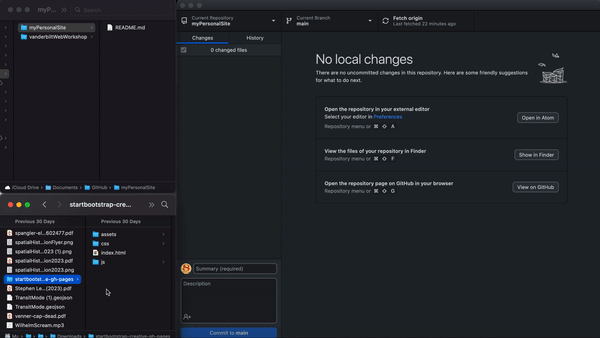 myP...
Search
myPersonalSite
vanderbiltWebWorkshop
README.md
iCloud Drive › Documents › GitHub › myPersonalSite
startbootstrap-cre...
Previous 30 Days
spangler-ei...602477.pdf
spatialHist...ionFlyer.png
spatialHist...023 (1).png
spatialHist...ion2023.pdf
spatialHist...ion2023.png
startbootst...e-gh-pages
Stephen Le...(2023).pdf
TransitMode (1).geojson
TransitMode.geojson
venner-cap-dead.pdf
WilhelmScream.mp3
Previous 30 Days
assets
css
index.html
js
Downloads › startbootstrap-creative-gh-pages
Current Repository
myPersonalSite
Current Branch
main
Fetch origin
Last fetched 22 minutes ago
Changes
History
0 changed files
No local changes
There are no uncommitted changes in this repository. Here are some friendly suggestions
for what to do next.
Open the repository in your external editor
Select your editor in Preferences
Repository menu or ⌘ ⇧ A
Open in Atom
View the files of your repository in Finder
Repository menu or ⌘ ⇧ F
Show in Finder
Open the repository page on GitHub in your browser
Repository menu or ⌘ ⇧ G
View on GitHub
Summary (required)
Description
Commit to main